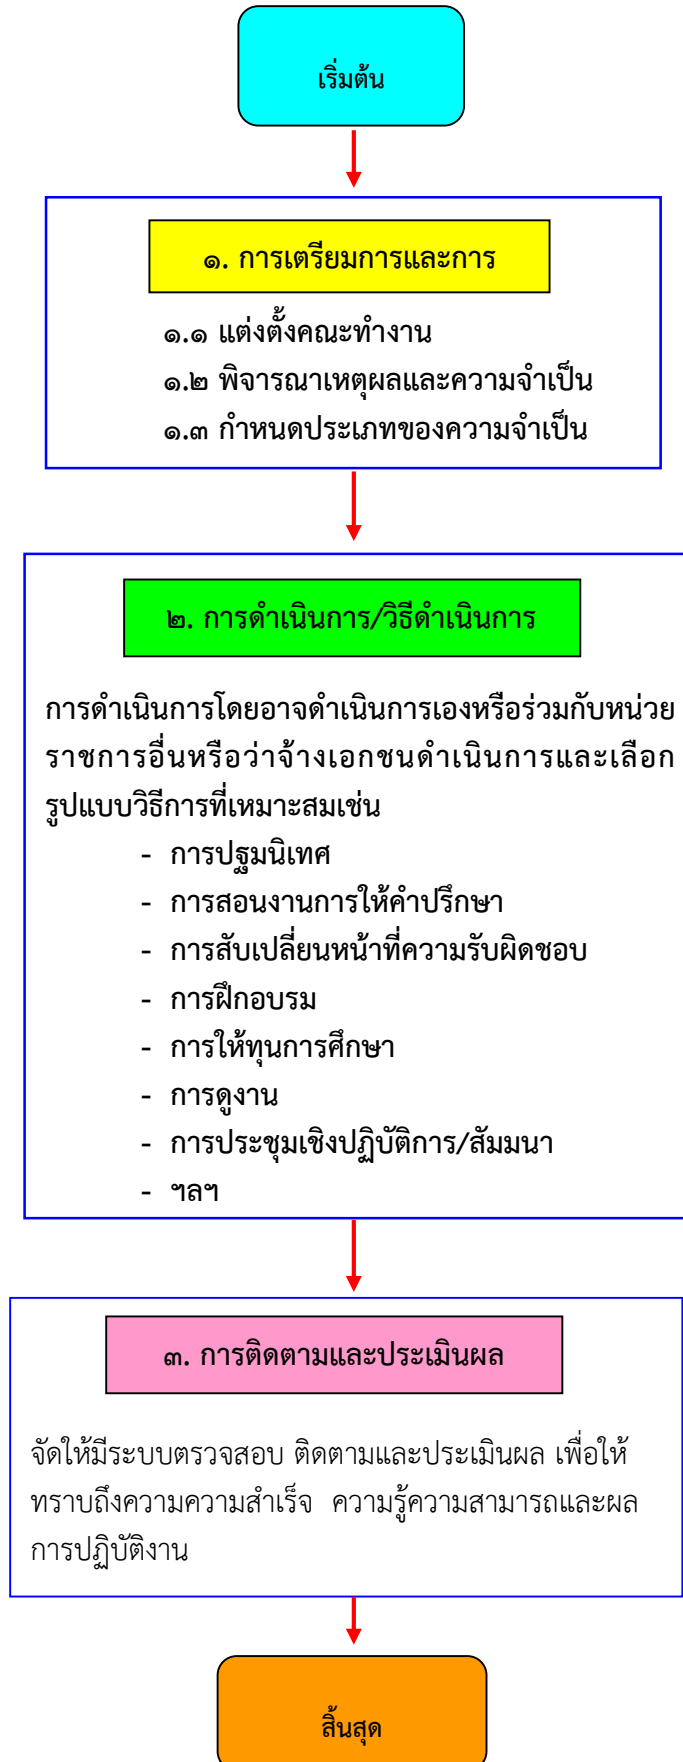 เริ่มต้น
๑. การเตรียมการและการ
๑.๑ แต่งตั้งคณะทำงาน
๑.๒ พิจารณาเหตุผลและความจำเป็น
๑.๓ กำหนดประเภทของความจำเป็น
๒. การดำเนินการ/วิธีดำเนินการ
การดำเนินการโดยอาจดำเนินการเองหรือร่วมกับหน่วย
ราชการอื่นหรือว่าจ้างเอกชนดำเนินการและเลือก
รูปแบบวิธีการที่เหมาะสมเช่น
- การปฐมนิเทศ
- การสอนงานการให้คำปรึกษา
- การสับเปลี่ยนหน้าที่ความรับผิดชอบ
- การฝึกอบรม
- การให้ทุนการศึกษา
- การดูงาน
- การประชุมเชิงปฏิบัติการ/สัมมนา
- ฯลฯ
๓. การติดตามและประเมินผล
จัดให้มีระบบตรวจสอบ ติดตามและประเมินผล เพื่อให้
ทราบถึงความความสำเร็จ ความรู้ความสามารถและผล
การปฏิบัติงาน
สิ้นสุด